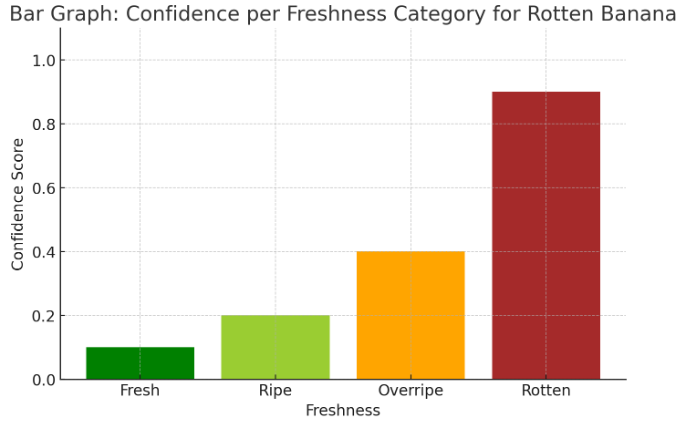 Bar Graph: Confidence per Freshness Category for Rotten Banana
1.0
0.8
0.6
0.4
0.2
0.0
Confidence Score
Fresh Ripe Overripe Rotten
Freshness